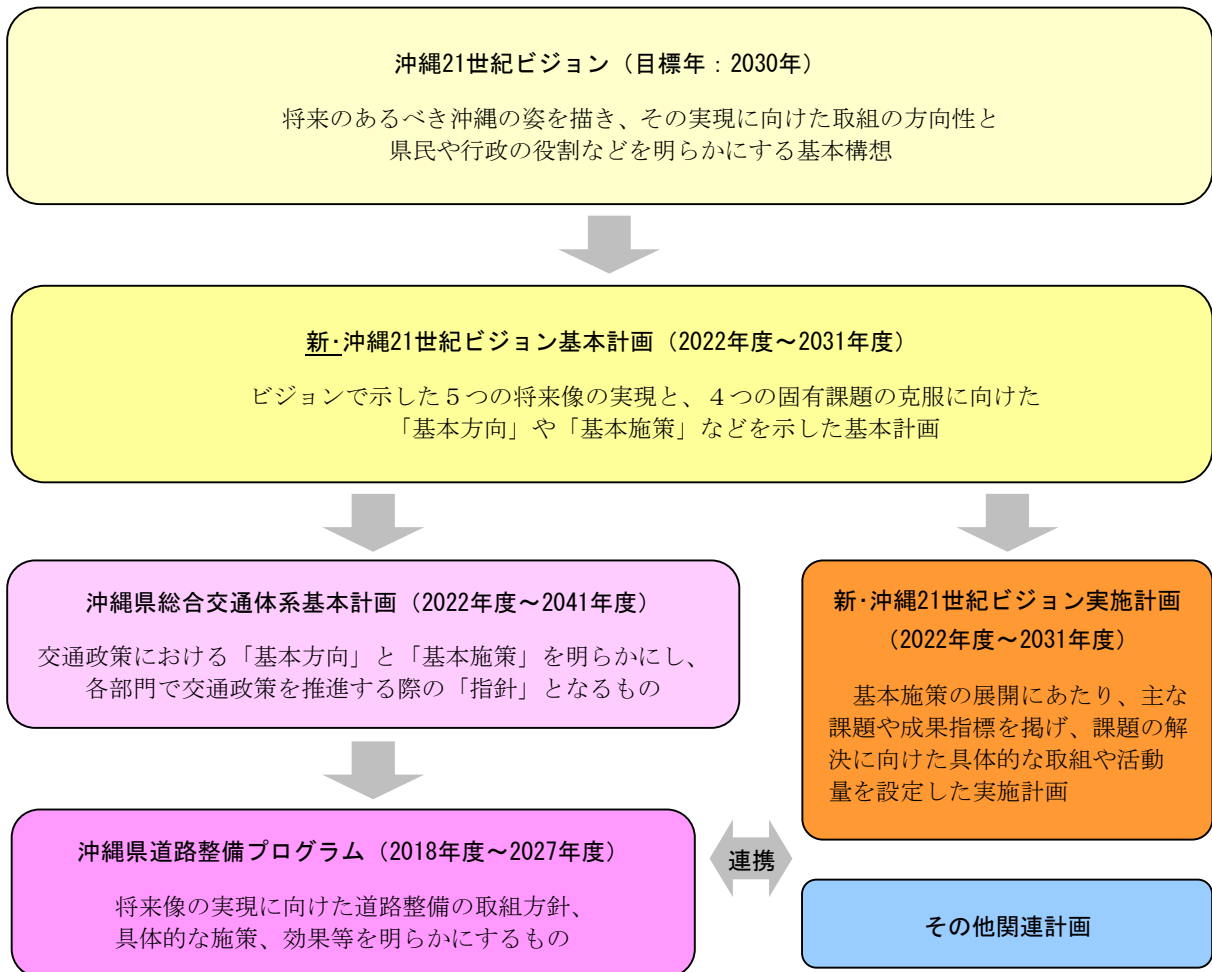 沖縄21世紀ビジョン（目標年：2030年）
将来のあるべき沖縄の姿を描き、その実現に向けた取組の方向性と
県民や行政の役割などを明らかにする基本構想
新・沖縄21世紀ビジョン基本計画（2022年度～2031年度）
ビジョンで示した５つの将来像の実現と、４つの固有課題の克服に向けた
「基本方向」や「基本施策」などを示した基本計画
沖縄県総合交通体系基本計画（2022年度～2041年度）
交通政策における「基本方向」と「基本施策」を明らかにし、
各部門で交通政策を推進する際の「指針」となるもの
新・沖縄21世紀ビジョン実施計画
（2022年度～2031年度）
基本施策の展開にあたり、主な
課題や成果指標を掲げ、課題の解
決に向けた具体的な取組や活動
量を設定した実施計画
沖縄県道路整備プログラム（2018年度～2027年度）
将来像の実現に向けた道路整備の取組方針、
具体的な施策、効果等を明らかにするもの
連携
その他関連計画